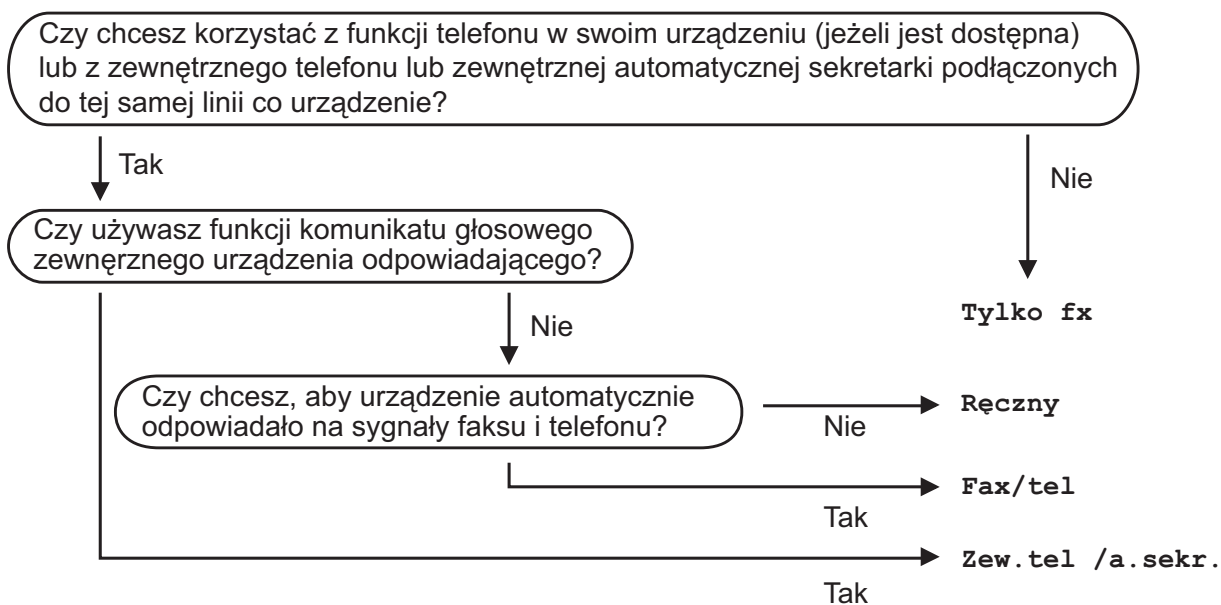 Czy chcesz korzystać z funkcji telefonu w swoim urządzeniu (jeżeli jest dostępna)
lub z zewnętrznego telefonu lub zewnętrznej automatycznej sekretarki podłączonych
do tej samej linii co urządzenie?
Tak
Nie
Czy używasz funkcji komunikatu głosowego
zewnęrznego urządzenia odpowiadającego?
Tylko fx
Nie
Czy chcesz, aby urządzenie automatycznie
odpowiadało na sygnały faksu i telefonu?
Nie
Ręczny
Fax/tel
Tak
Zew.tel /a.sekr.
Tak